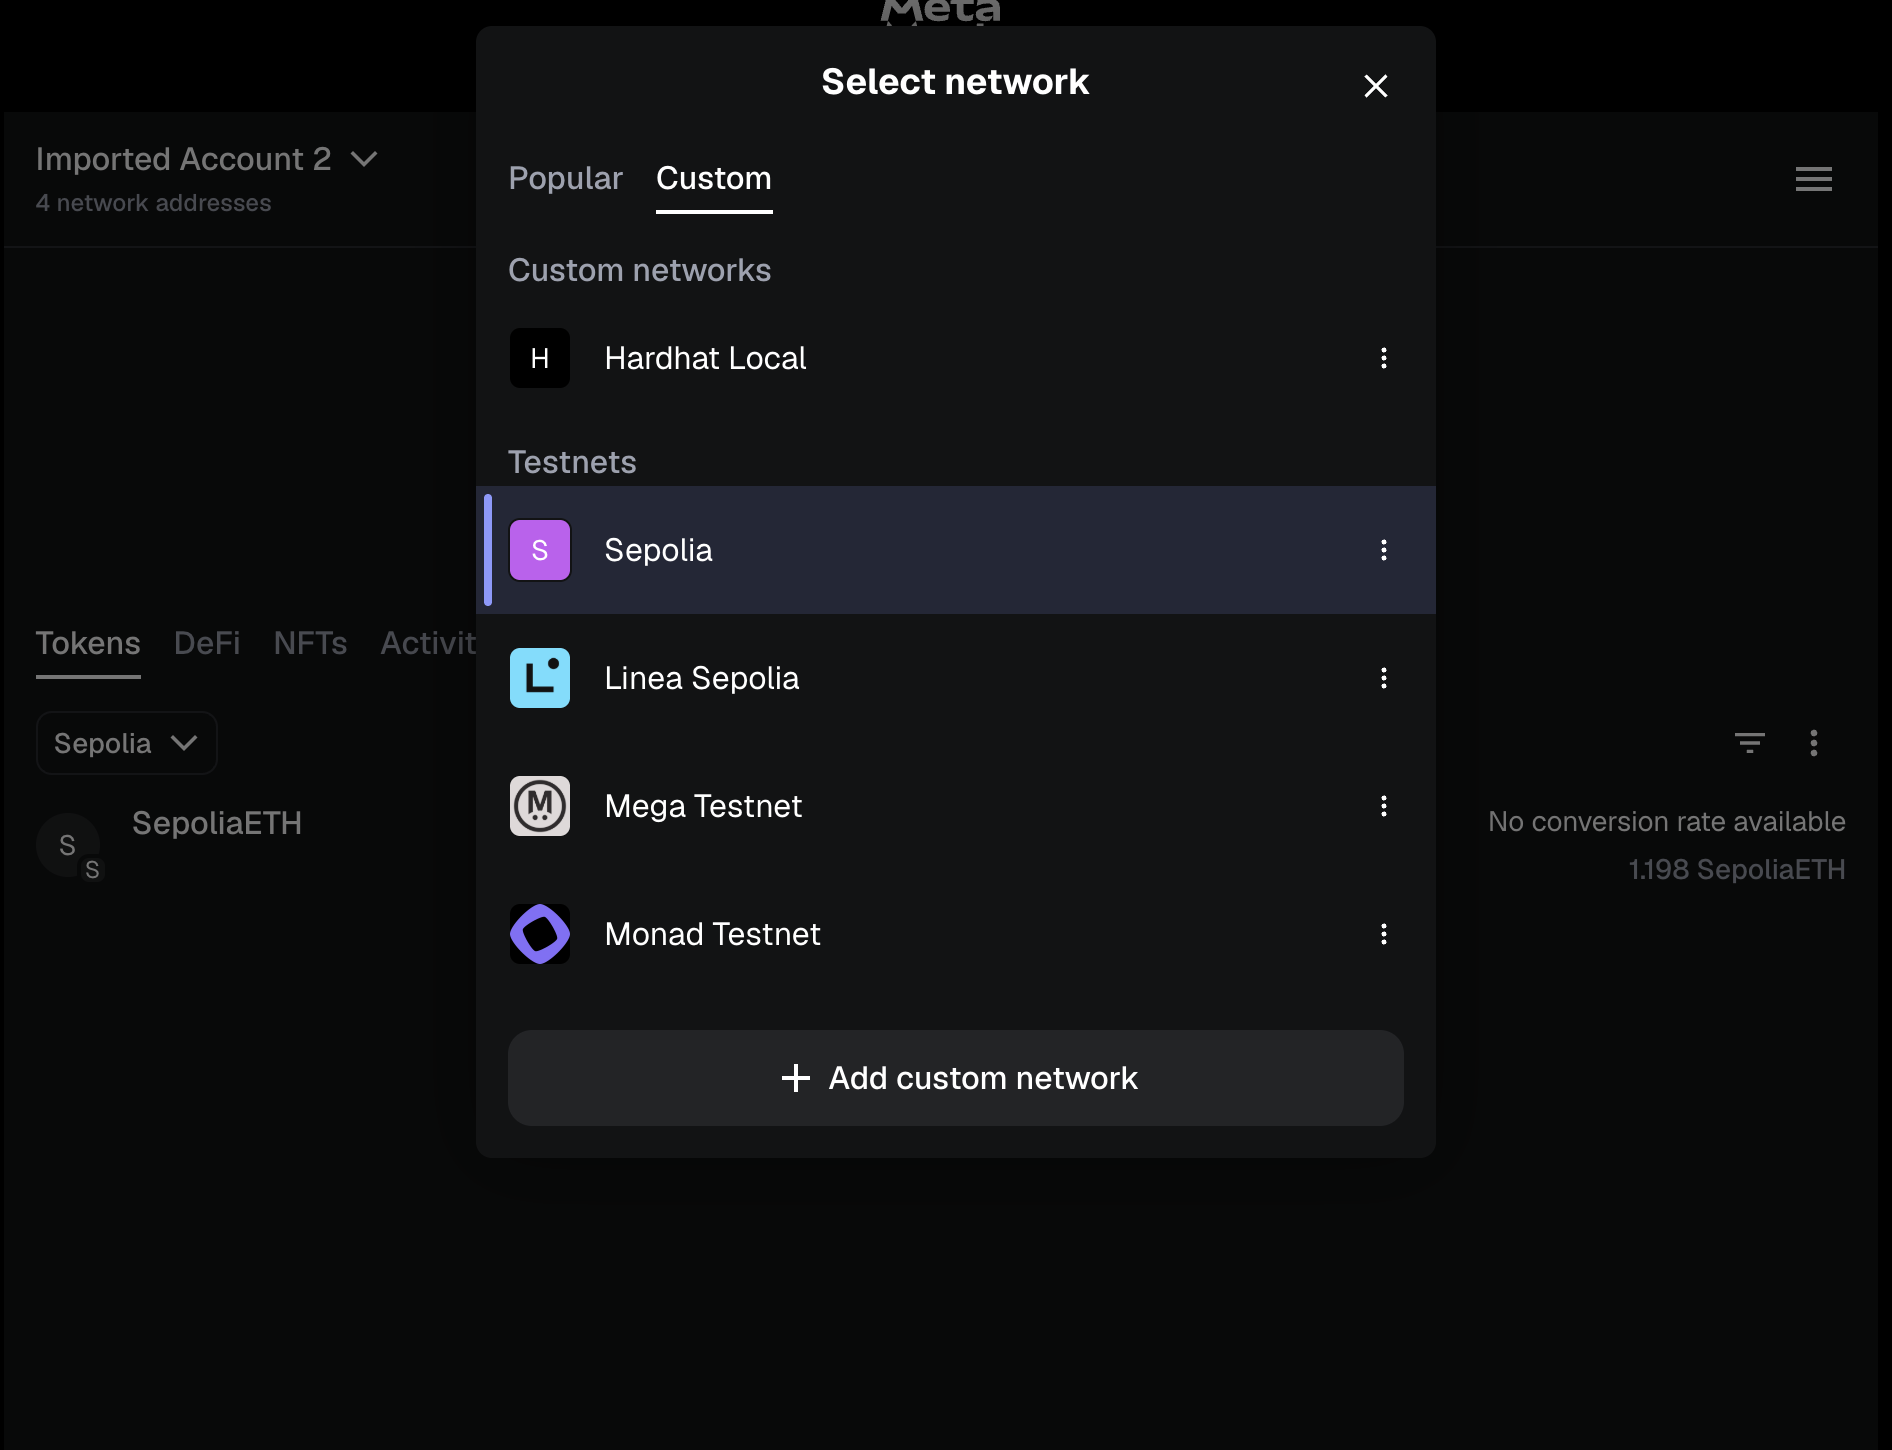 Meta
Select network
Imported Account 2
4 network addresses
Popular Custom
Custom networks
H Hardhat Local
Testnets
S Sepolia
Linea Sepolia
M Mega Testnet
Monad Testnet
Add custom network
Tokens DeFi NFTs Activit
Sepolia
S S SepoliaETH
No conversion rate available
1.198 SepoliaETH